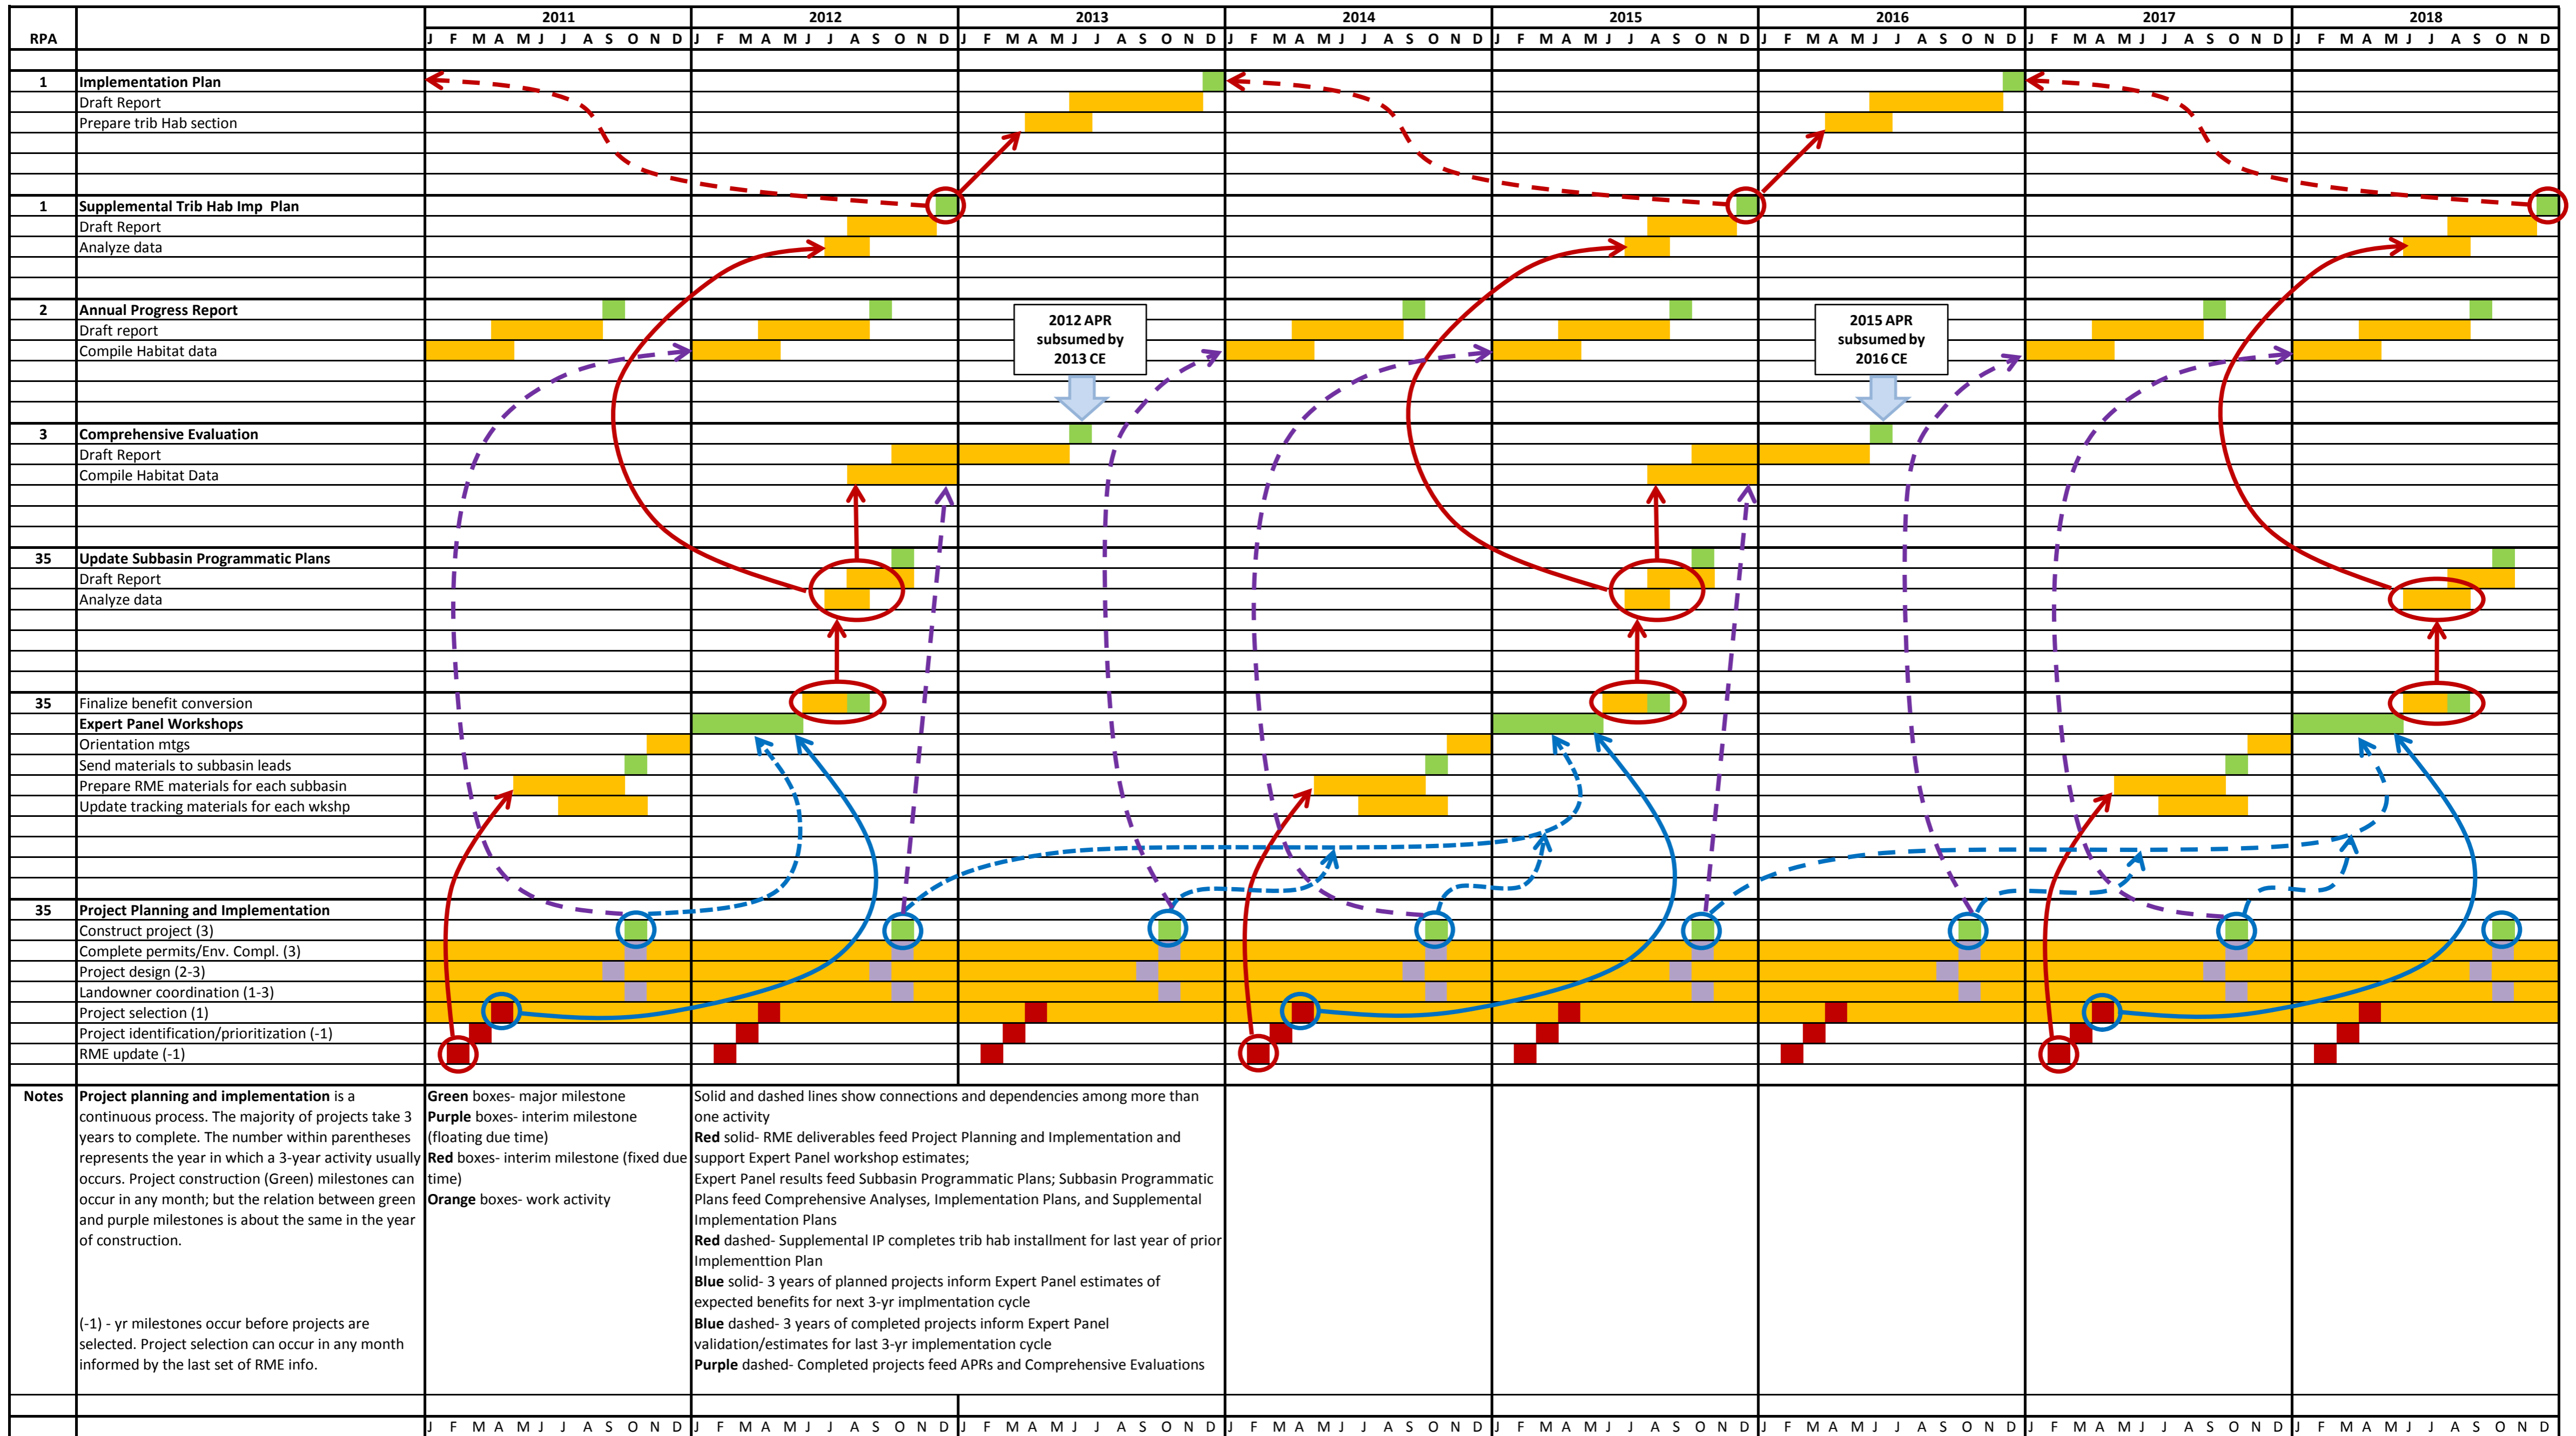 2011 2012 2013 2014 2015 2016 2017 2018
RPA J F M A M J J A S O N D J F M A M J J A S O N D J F M A M J J A S O N D J F M A M J J A S O N D J F M A M J J A S O N D J F M A M J J A S O N D J F M A M J J A S O N D J F M A M J J A S O N D
1 Implementation Plan
Draft Report
Prepare trib Hab section
1 Supplemental Trib Hab Imp Plan
Draft Report
Analyze data
2 Annual Progress Report
Draft report
Compile Habitat data
2012 APR
subsumed by
2013 CE
2015 APR
subsumed by
2016 CE
3 Comprehensive Evaluation
Draft Report
Compile Habitat Data
35 Update Subbasin Programmatic Plans
Draft Report
Analyze data
35 Finalize benefit conversion
Expert Panel Workshops
Orientation mtgs
Send materials to subbasin leads
Prepare RME materials for each subbasin
Update tracking materials for each wkshp
35 Project Planning and Implementation
Construct project (3)
Complete permits/Env. Compl. (3)
Project design (2-3)
Landowner coordination (1-3)
Project selection (1)
Project identification/prioritization (-1)
RME update (-1)
Notes
Project planning and implementation is a
continuous process. The majority of projects take 3
years to complete. The number within parentheses
represents the year in which a 3-year activity usually
occurs. Project construction (Green) milestones can
occur in any month; but the relation between green
and purple milestones is about the same in the year
of construction.
(-1) - yr milestones occur before projects are
selected. Project selection can occur in any month
informed by the last set of RME info.
Green boxes- major milestone
Purple boxes- interim milestone
(floating due time)
Red boxes- interim milestone (fixed due
time)
Orange boxes- work activity
Solid and dashed lines show connections and dependencies among more than
one activity
Red solid- RME deliverables feed Project Planning and Implementation and
support Expert Panel workshop estimates;
Expert Panel results feed Subbasin Programmatic Plans; Subbasin Programmatic
Plans feed Comprehensive Analyses, Implementation Plans, and Supplemental
Implementation Plans
Red dashed- Supplemental IP completes trib hab installment for last year of prior
Implementtion Plan
Blue solid- 3 years of planned projects inform Expert Panel estimates of
expected benefits for next 3-yr implmentation cycle
Blue dashed- 3 years of completed projects inform Expert Panel
validation/estimates for last 3-yr implementation cycle
Purple dashed- Completed projects feed APRs and Comprehensive Evaluations
J F M A M J J A S O N D J F M A M J J A S O N D J F M A M J J A S O N D J F M A M J J A S O N D J F M A M J J A S O N D J F M A M J J A S O N D J F M A M J J A S O N D J F M A M J J A S O N D